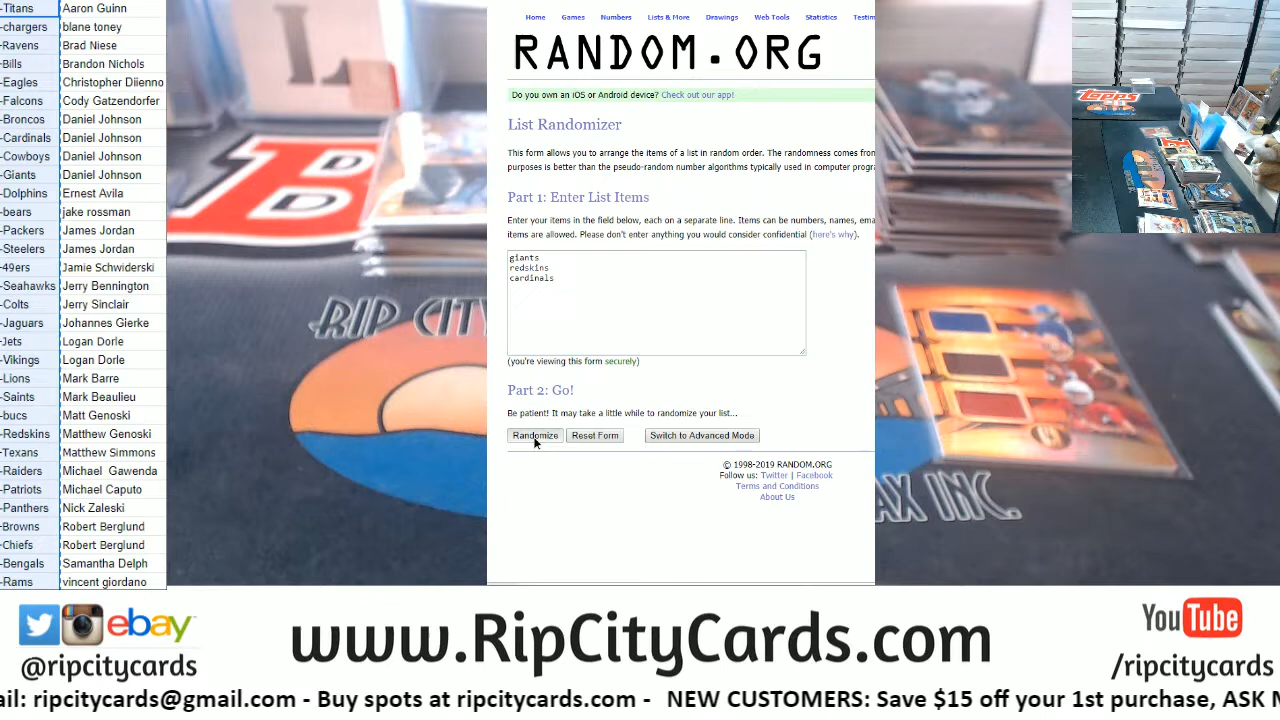 -Titans Aaron Guinn
-chargers blane toney
-Ravens Brad Niese
-Bills Brandon Nichols
-Eagles Christopher Diienno
-Falcons Cody Gatzendorfer
-Broncos Daniel Johnson
-Cardinals Daniel Johnson
-Cowboys Daniel Johnson
-Giants Daniel Johnson
-Dolphins Ernest Avila
-bears jake rossman
-Packers James Jordan
-Steelers James Jordan
-49ers Jamie Schwiderski
-Seahawks Jerry Bennington
-Colts Jerry Sinclair
-Jaguars Johannes Gierke
-Jets Logan Dorle
-Vikings Logan Dorle
-Lions Mark Barre
-Saints Mark Beaulieu
-bucs Matt Genoski
-Redskins Matthew Genoski
-Texans Matthew Simmons
-Raiders Michael Gawenda
-Patriots Michael Caputo
-Panthers Nick Zaleski
-Browns Robert Berglund
-Chiefs Robert Berglund
-Bengals Samantha Delph
-Rams vincent giordano
Home Games Numbers Lists & More Drawings Web Tools Statistics Testim
RANDOM.ORG
Do you own an iOS or Android device? Check out our app!
List Randomizer
This form allows you to arrange the items of a list in random order. The randomness comes from
purposes is better than the pseudo-random number algorithms typically used in computer progr
Part 1: Enter List Items
Enter your items in the field below, each on a separate line. Items can be numbers, names, ema
items are allowed. Please don't enter anything you would consider confidential (here's why).
giants
redskins
cardinals
(you're viewing this form securely)
Part 2: Go!
Be patient! It may take a little while to randomize your list...
Randomize Reset Form Switch to Advanced Mode
© 1998-2019 RANDOM.ORG
Follow us: Twitter | Facebook
Terms and Conditions
About Us
L
RIP CITY
AX INC.
Topps
ebay
@ripcitycards
www.RipCityCards.com
YouTube
/ripcitycards
ail: ripcitycards@gmail.com - Buy spots at ripcitycards.com - NEW CUSTOMERS: Save $15 off your 1st purchase, ASK M